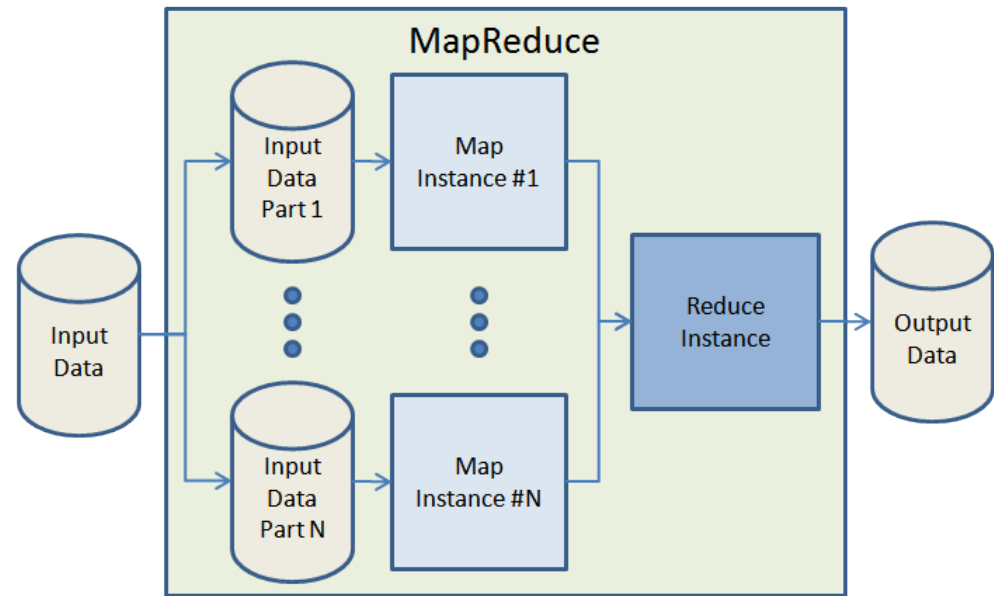 MapReduce
Input
Data
Part 1
Map
Instance #1
Input
Data
Reduce
Instance
Output
Data
Input
Data
Part N
Map
Instance #N